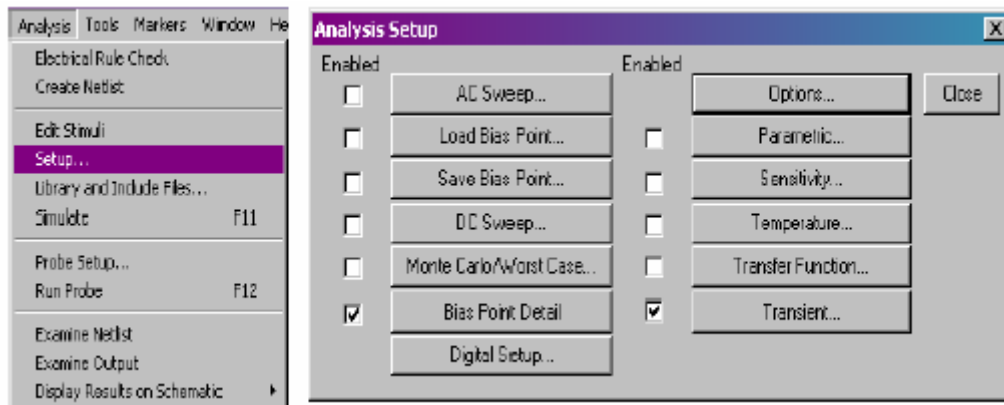 Analysis Tools Markers Window He
Electrical Rule Check
Create Netlist
Edit Stimuli
Setup...
Library and Include Files...
Simulate F11
Probe Setup...
Run Probe F12
Examine Netlist
Examine Output
Display Results on Schematic
Analysis Setup X
Enabled Enabled
AC Sweep... Options... Close
Load Bias Point... Parametric...
Save Bias Point... Sensitivity...
DC Sweep... Temperature...
Monte Carlo/Worst Case... Transfer Function...
Bias Point Detail Transient...
Digital Setup...